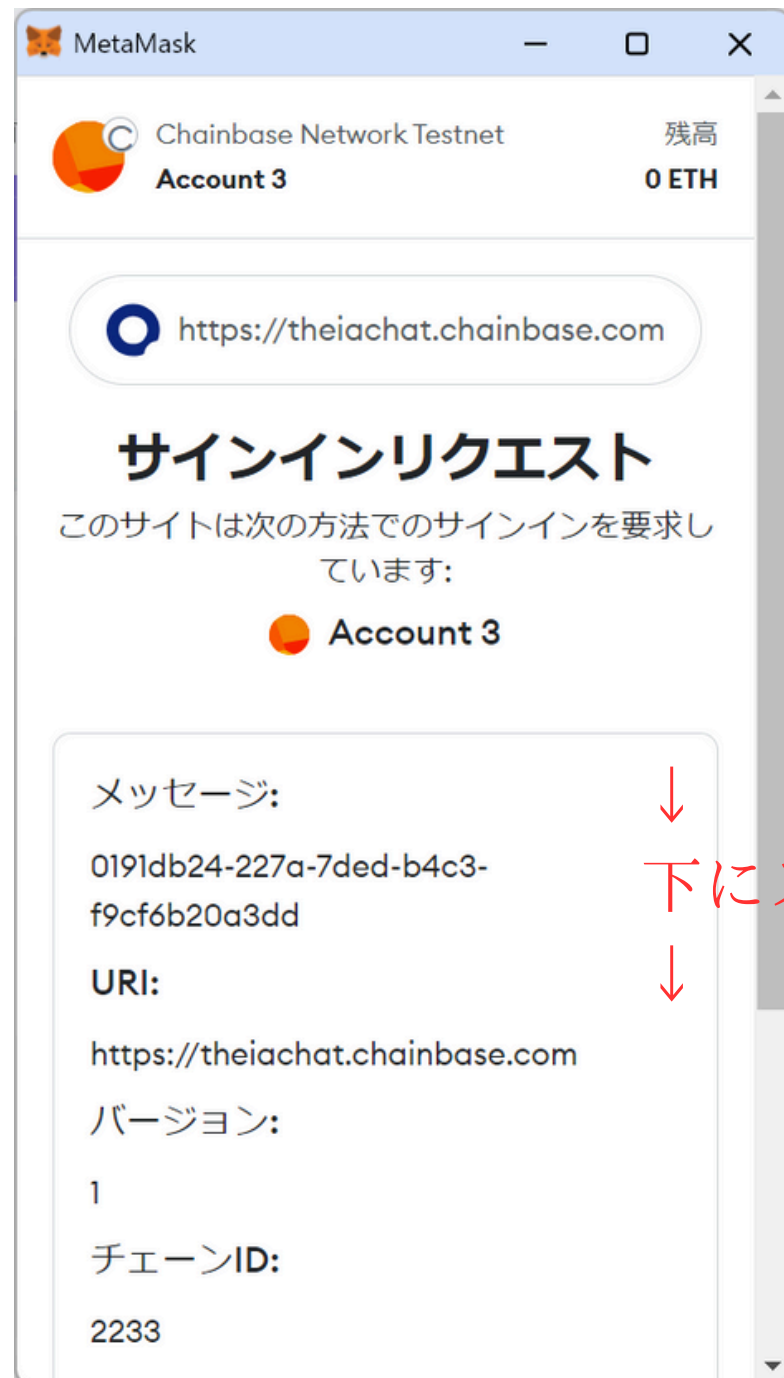 MetaMask
Chainbase Network Testnet 残高
Account 3 0 ETH
https://theiachat.chainbase.com
サインインリクエスト
このサイトは次の方法でのサインインを要求し
ています:
Account 3
メッセージ:
↓
0191db24-227a-7ded-b4c3-
f9cf6b20a3dd
下に
↓
URI:
https://theiachat.chainbase.com
バージョン:
1
チェーンID:
2233